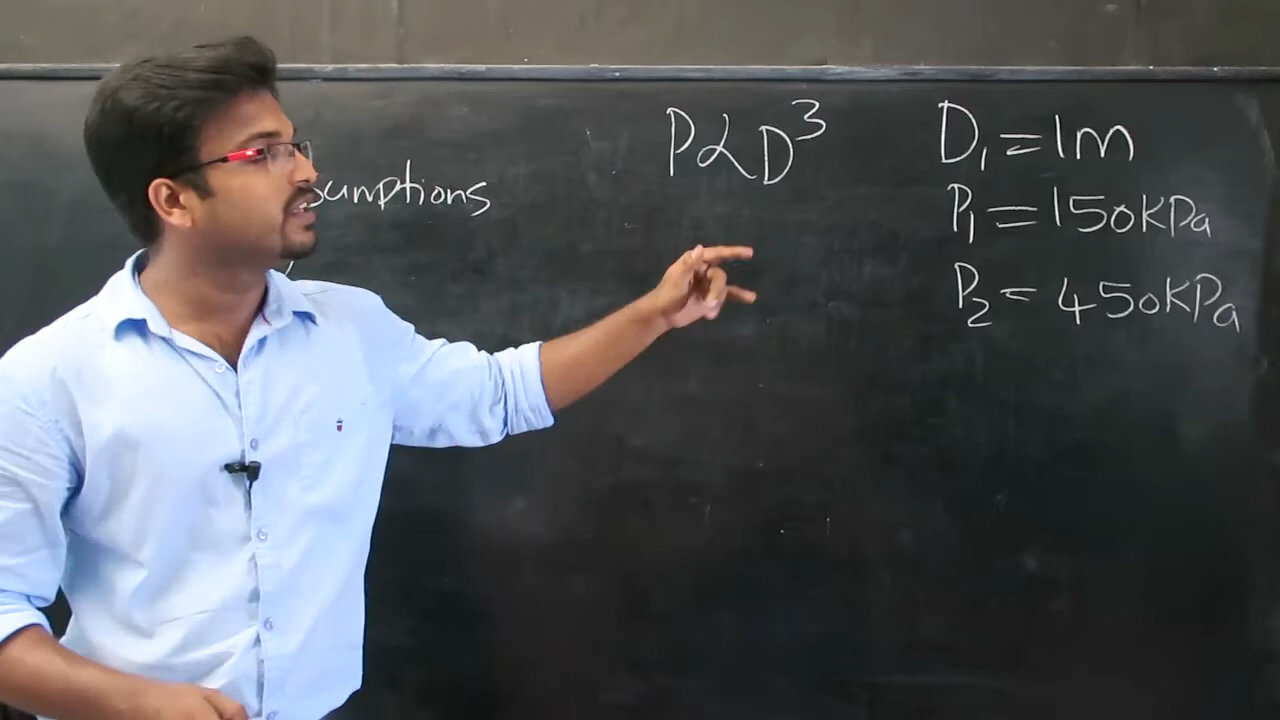 P∝D³
D₁ = 1m
sumptions
P₁ = 150KPa
P₂ = 450KPa